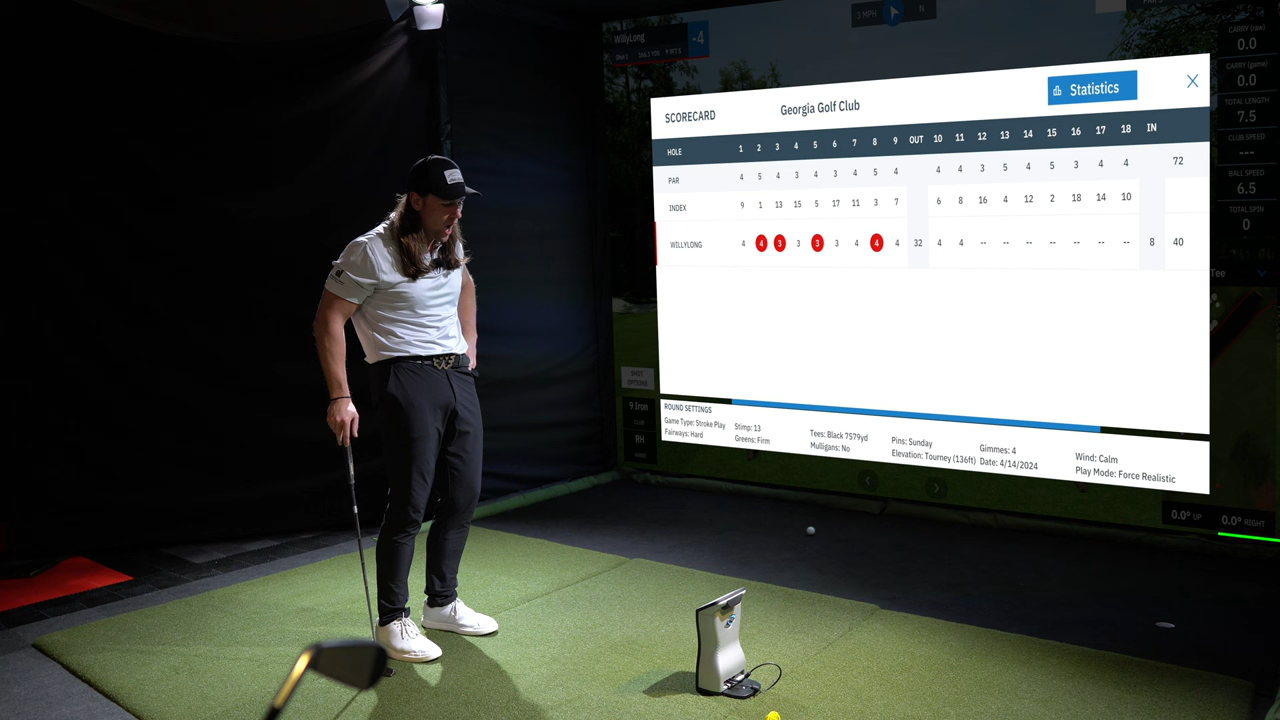 WillyLong -4
3 MPH N
CARRY (raw)
0.0
CARRY (game)
0.0
TOTAL LENGTH
7.5
CLUB SPEED
---
BALL SPEED
6.5
TOTAL SPIN
0
SCORECARD Georgia Golf Club Statistics
HOLE 1 2 3 4 5 6 7 8 9 OUT 10 11 12 13 14 15 16 17 18 IN
PAR 4 5 4 3 4 3 4 5 4 4 4 3 5 4 5 3 4 4 72
INDEX 9 1 13 15 5 17 11 3 7 6 8 16 4 12 2 18 14 10
WILLYLONG 4 4 3 3 3 3 4 4 4 32 4 4 -- -- -- -- -- -- -- 8 40
Tee
SHOT
OPTIONS
9 Iron
CLUB
RH
ROUND SETTINGS
Game Type: Stroke Play Stimp: 13 Tees: Black 7579yd Pins: Sunday Gimmes: 4 Wind: Calm
Fairways: Hard Greens: Firm Mulligans: No Elevation: Tourney (136ft) Date: 4/14/2024 Play Mode: Force Realistic
0.0° UP 0.0° RIGHT